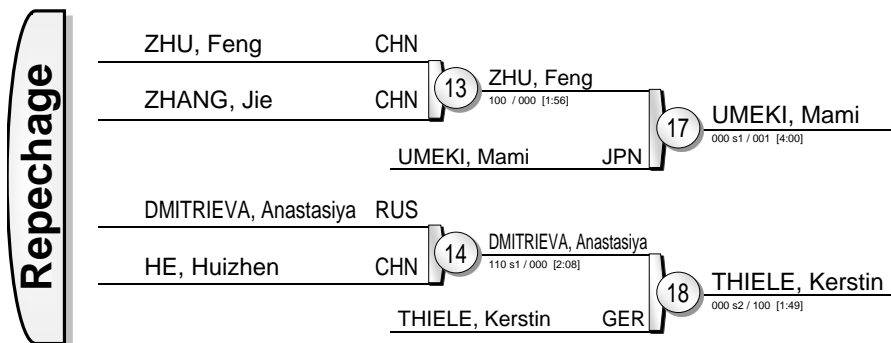 Repechage
ZHU, Feng CHN
13 ZHU, Feng
100 / 000 [1:56]
ZHANG, Jie CHN
17 UMEKI, Mami
000 s1 / 001 [4:00]
UMEKI, Mami JPN
DMITRIEVA, Anastasiya RUS
14 DMITRIEVA, Anastasiya
110 s1 / 000 [2:08]
HE, Huizhen CHN
18 THIELE, Kerstin
000 s2 / 100 [1:49]
THIELE, Kerstin GER